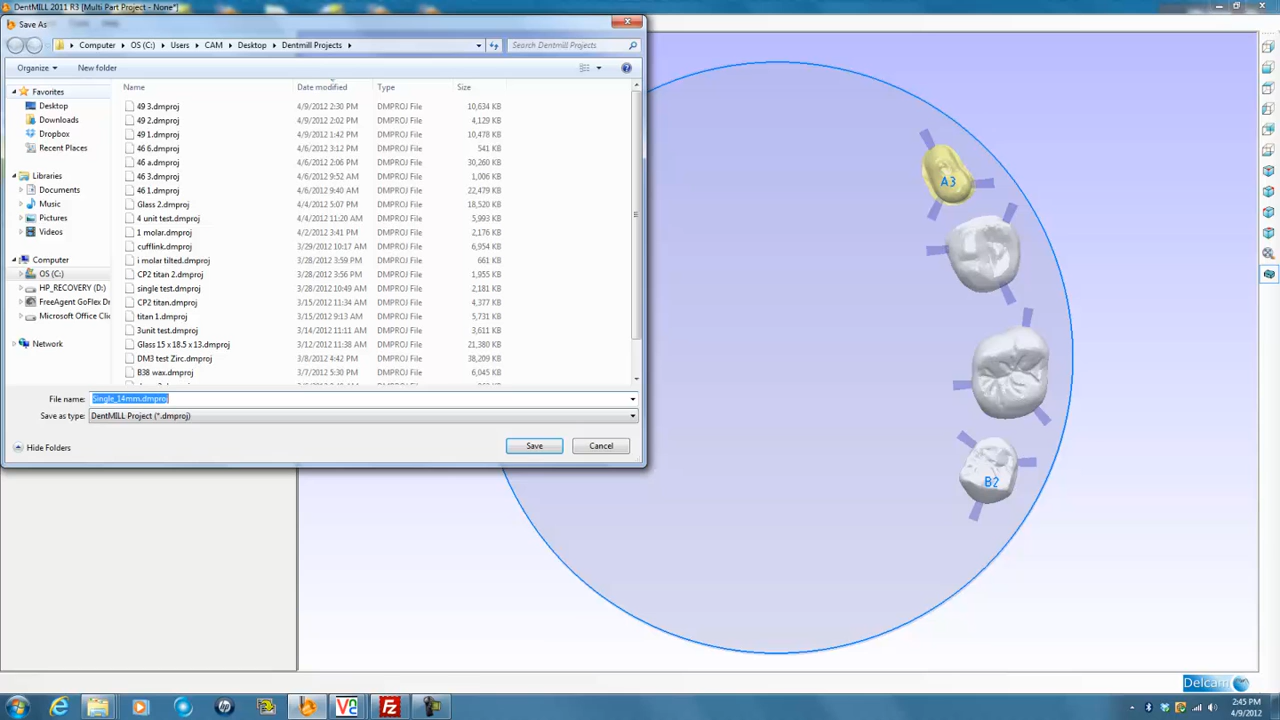 DentMILL 2011 R3 [Multi Part Project - None*]
Save As
Computer OS (C:) Users CAM Desktop Dentmill Projects Search Dentmill Projects
Organize New folder
Favorites
Desktop
Downloads
Dropbox
Recent Places
Libraries
Documents
Music
Pictures
Videos
Computer
OS (C:)
HP_RECOVERY (D:)
FreeAgent GoFlex Dr
Microsoft Office Clic
Network
Name Date modified Type Size
49 3.dmproj 4/9/2012 2:30 PM DMPROJ File 10,634 KB
49 2.dmproj 4/9/2012 2:02 PM DMPROJ File 4,129 KB
49 1.dmproj 4/9/2012 1:42 PM DMPROJ File 10,478 KB
46 6.dmproj 4/6/2012 3:12 PM DMPROJ File 541 KB
46 a.dmproj 4/6/2012 2:06 PM DMPROJ File 30,260 KB
46 3.dmproj 4/6/2012 9:52 AM DMPROJ File 1,006 KB
46 1.dmproj 4/6/2012 9:40 AM DMPROJ File 22,479 KB
Glass 2.dmproj 4/4/2012 5:07 PM DMPROJ File 18,520 KB
4 unit test.dmproj 4/4/2012 11:20 AM DMPROJ File 5,993 KB
1 molar.dmproj 4/2/2012 3:41 PM DMPROJ File 2,176 KB
cufflink.dmproj 3/29/2012 10:17 AM DMPROJ File 6,954 KB
i molar tilted.dmproj 3/28/2012 3:59 PM DMPROJ File 661 KB
CP2 titan 2.dmproj 3/28/2012 3:56 PM DMPROJ File 1,955 KB
single test.dmproj 3/28/2012 10:49 AM DMPROJ File 2,181 KB
CP2 titan.dmproj 3/15/2012 11:34 AM DMPROJ File 4,377 KB
titan 1.dmproj 3/15/2012 9:13 AM DMPROJ File 5,731 KB
3unit test.dmproj 3/14/2012 11:11 AM DMPROJ File 3,611 KB
Glass 15 x 18.5 x 13.dmproj 3/12/2012 11:38 AM DMPROJ File 21,380 KB
DM3 test Zirc.dmproj 3/8/2012 4:42 PM DMPROJ File 38,209 KB
B38 wax.dmproj 3/7/2012 5:30 PM DMPROJ File 6,045 KB
File name: Single_14mm.dmproj
Save as type: DentMILL Project (*.dmproj)
Hide Folders Save Cancel
A3
B2
Delcam
2:45 PM
4/9/2012